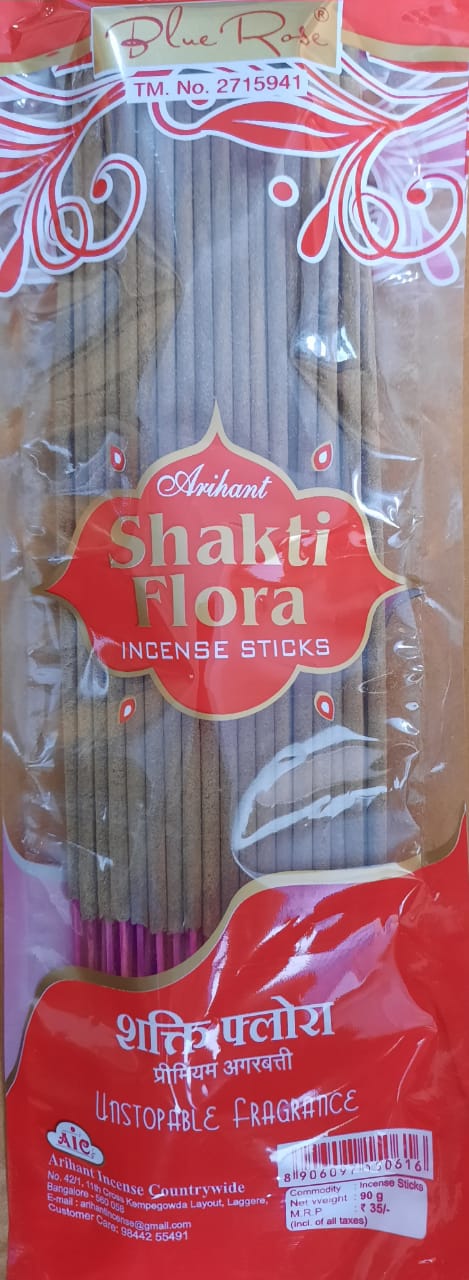 Blue Rose®
TM. No. 2715941
Arihant
Shakti
Flora
INCENSE STICKS
शक्ति फ्लोरा
प्रीमियम अगरबत्ती
UNSTOPABLE FRAGRANCE
AIC
Arihant Incense Countrywide
No. 42/1, 11th Cross Kempegowda Layout, Laggere,
Bangalore - 560 058
E-mail : arihantincense@gmail.com
Customer Care: 98442 55491
Commodity : Incense Sticks
Net Weight : 90 g
M.R.P : ₹ 35/-
(Incl. of all taxes)